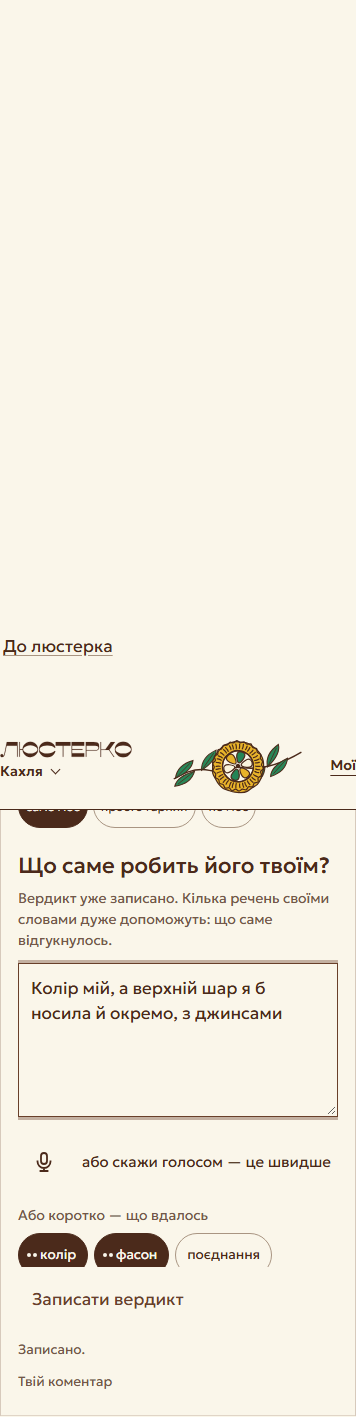 До люстерка
ЛЮСТЕРКО
Кахля
Мої
Що саме робить його твоїм?
Вердикт уже записано. Кілька речень своїми
словами дуже допоможуть: що саме
відгукнулось.
Колір мій, а верхній шар я б
носила й окремо, з джинсами
або скажи голосом — це швидше
Або коротко — що вдалось
колір фасон поєднання
Записати вердикт
Записано.
Твій коментар